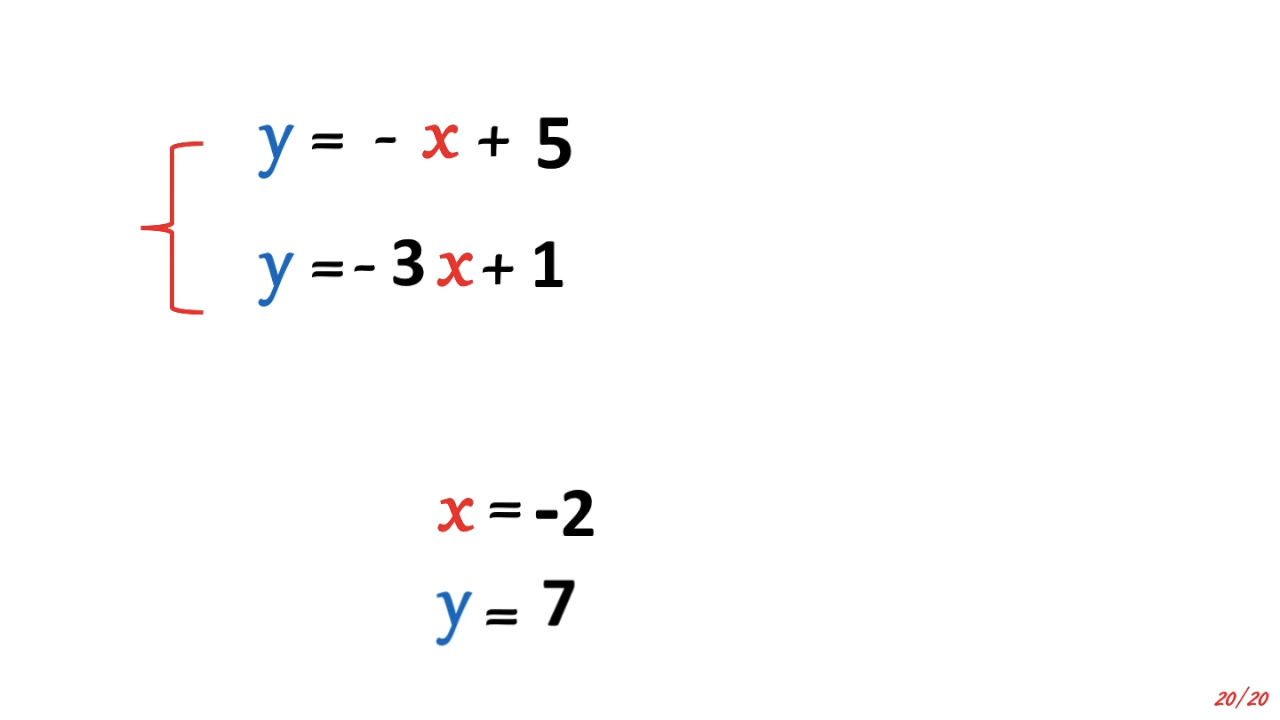 y = - x + 5
y = - 3 x + 1
x = -2
y = 7
20/20